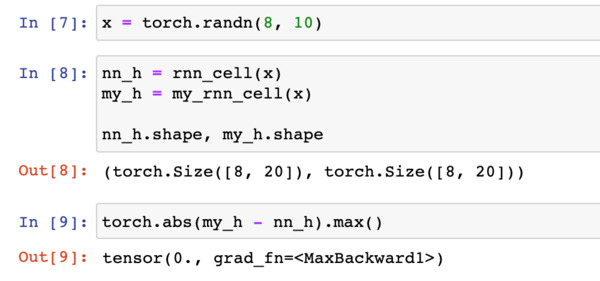 In [7]: x = torch.randn(8, 10)
In [8]: nn_h = rnn_cell(x)
my_h = my_rnn_cell(x)
nn_h.shape, my_h.shape
Out[8]: (torch.Size([8, 20]), torch.Size([8, 20]))
In [9]: torch.abs(my_h - nn_h).max()
Out[9]: tensor(0., grad_fn=<MaxBackward1>)